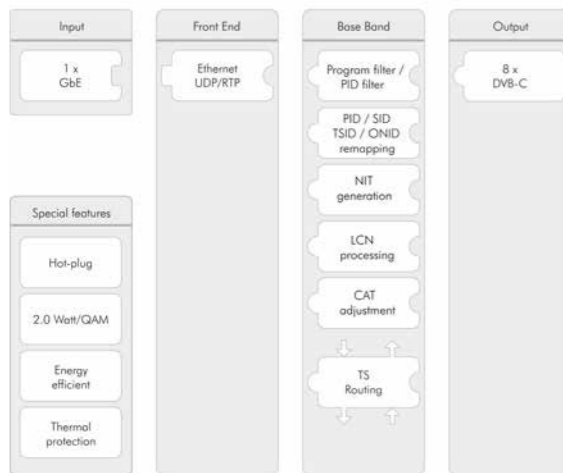 Input
1 x
GbE
Front End
Ethernet
UDP/RTP
Base Band
Program filter /
PID filter
PID / SID
TSID / ONID
remapping
NIT
generation
LCN
processing
CAT
adjustment
TS
Routing
Output
8 x
DVB-C
Special features
Hot-plug
2.0 Watt/QAM
Energy
efficient
Thermal
protection